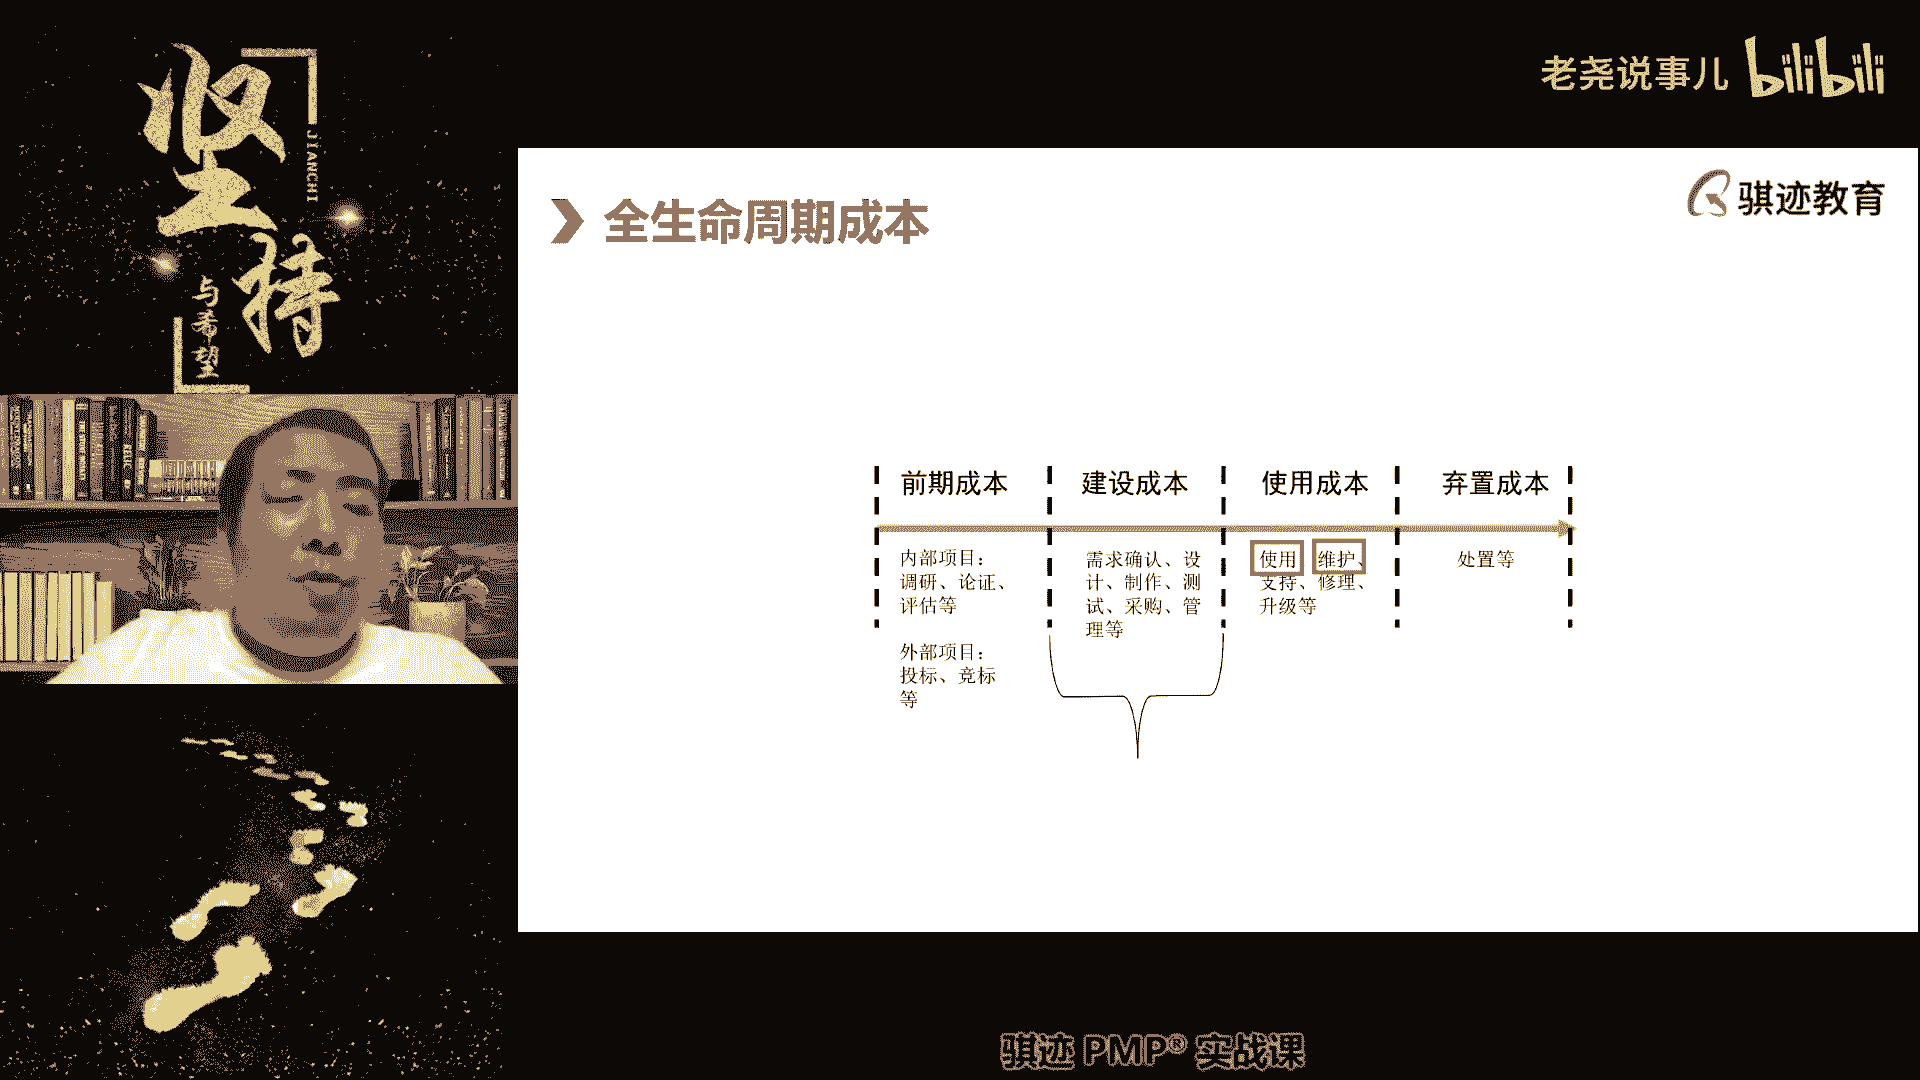 坚持
JIANCHI
与希望
老尧说事儿 bilibili
骐迹教育
全生命周期成本
前期成本
建设成本
使用成本
弃置成本
内部项目：
调研、论证、
评估等
外部项目：
投标、竞标
等
需求确认、设
计、制作、测
试、采购、管
理等
使用 维护、
支持、修理、
升级等
处置等
骐迹 PMP® 实战课